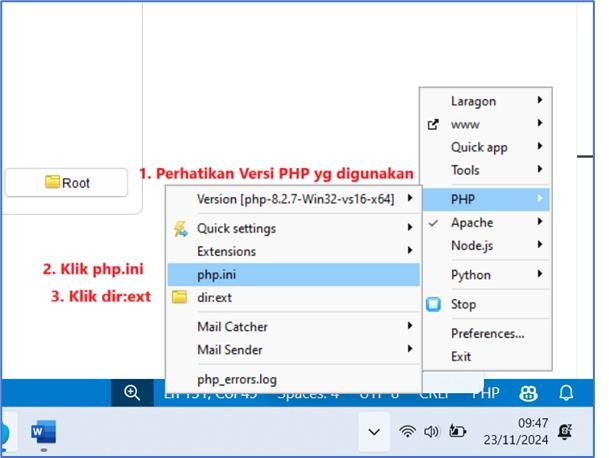 Laragon
www
Quick app
Tools
PHP
Apache
Node.js
Python
Stop
Preferences...
Exit
Root
1. Perhatikan Versi PHP yg digunakan
Version [php-8.2.7-Win32-vs16-x64]
Quick settings
Extensions
2. Klik php.ini
php.ini
3. Klik dir:ext
dir:ext
Mail Catcher
Mail Sender
php_errors.log
PHP
09:47
23/11/2024